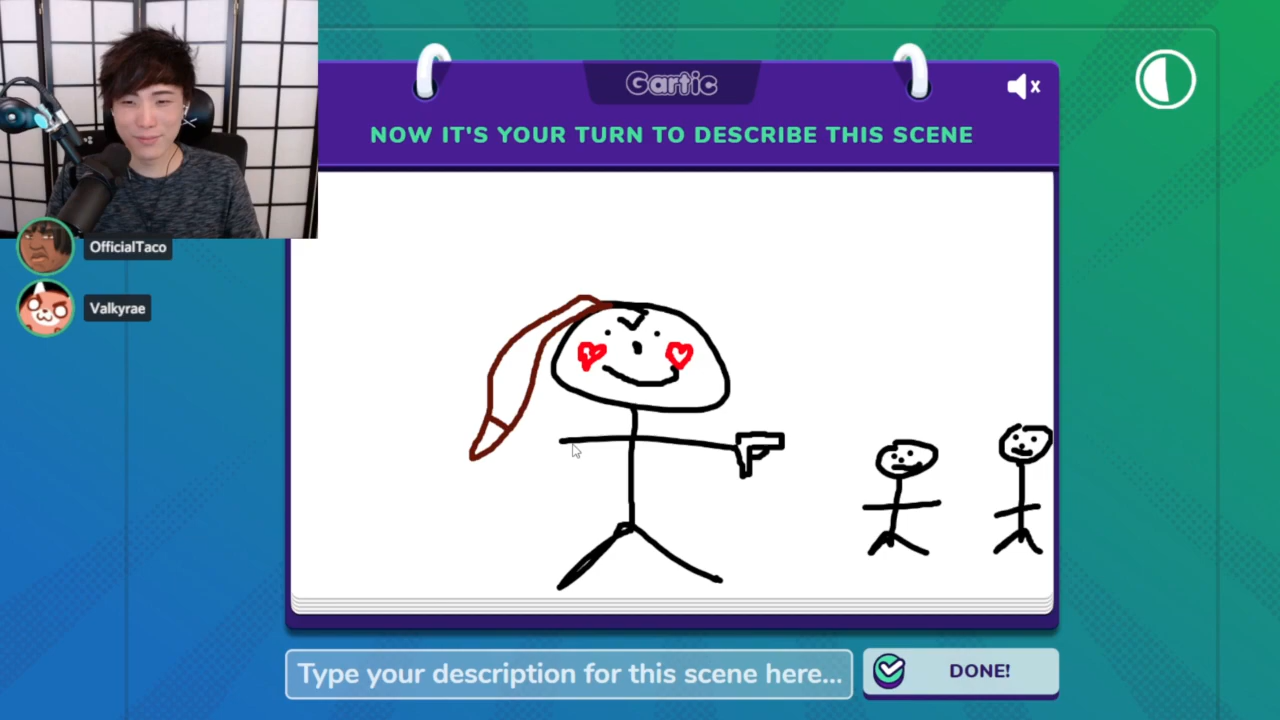 Gartic
NOW IT'S YOUR TURN TO DESCRIBE THIS SCENE
OfficialTaco
Valkyrae
Type your description for this scene here...
DONE!